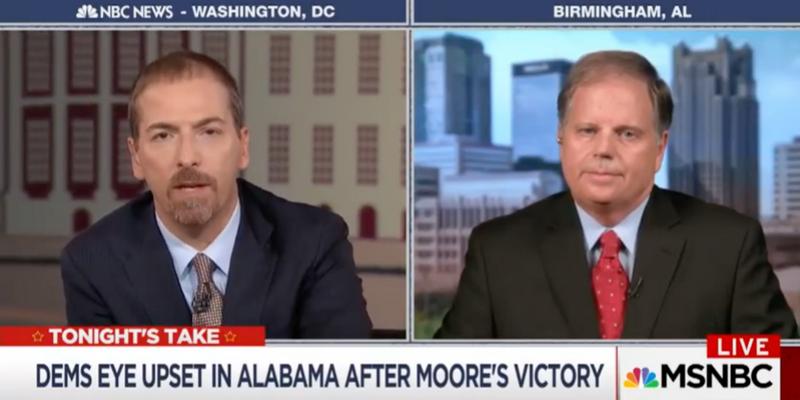 NBC NEWS - WASHINGTON, DC
BIRMINGHAM, AL
☆ TONIGHT'S TAKE ☆
LIVE
DEMS EYE UPSET IN ALABAMA AFTER MOORE'S VICTORY
MSNBC